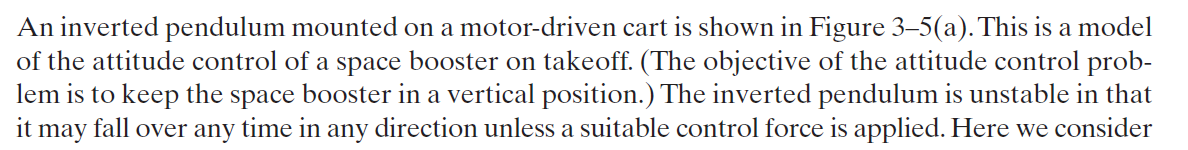 An inverted pendulum mounted on a motor-driven cart is shown in Figure 3–5(a). This is a model
of the attitude control of a space booster on takeoff. (The objective of the attitude control prob-
lem is to keep the space booster in a vertical position.) The inverted pendulum is unstable in that
it may fall over any time in any direction unless a suitable control force is applied. Here we consider